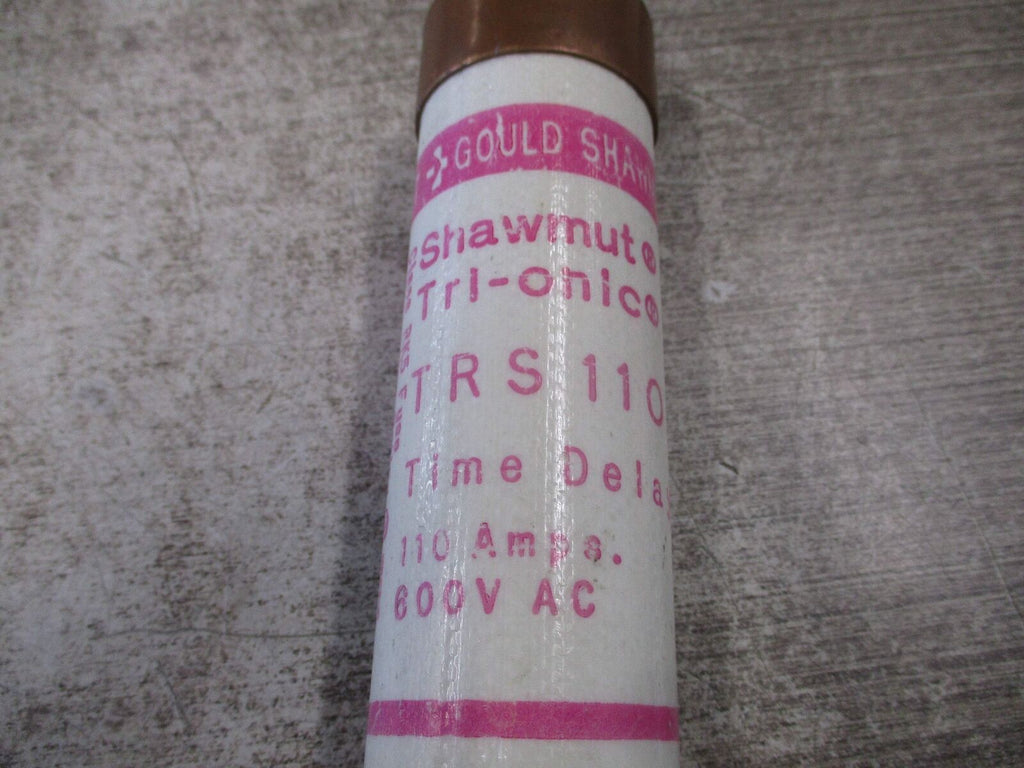 GOULD SHAW
Shawmut®
Tri-onic®
TRS 110
Time Dela
110 Amps.
600V AC